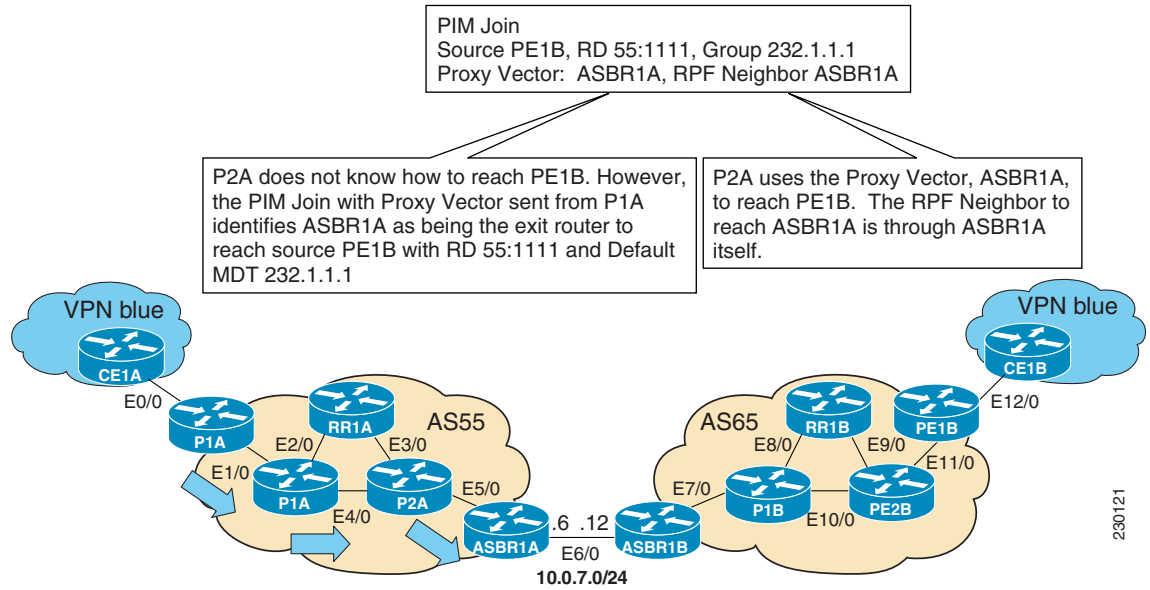 PIM Join
Source PE1B, RD 55:1111, Group 232.1.1.1
Proxy Vector: ASBR1A, RPF Neighbor ASBR1A
P2A does not know how to reach PE1B. However,
the PIM Join with Proxy Vector sent from P1A
identifies ASBR1A as being the exit router to
reach source PE1B with RD 55:1111 and Default
MDT 232.1.1.1
P2A uses the Proxy Vector, ASBR1A,
to reach PE1B. The RPF Neighbor to
reach ASBR1A is through ASBR1A
itself.
VPN blue
CE1A
E0/0
P1A
E1/0
RR1A
AS55
E2/0
E3/0
P1A
P2A
E4/0
E5/0
ASBR1A
.6 .12
E6/0
10.0.7.0/24
ASBR1B
E7/0
AS65
RR1B
E8/0
E9/0
P1B
E10/0
PE2B
E11/0
PE1B
E12/0
VPN blue
CE1B
230121